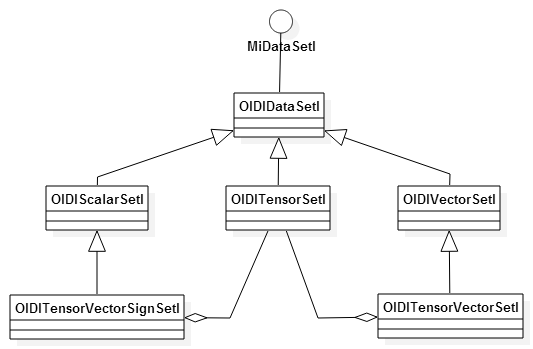 MiDataSetI
OIDIDataSetI
OIDIScalarSetI
OIDITensorSetI
OIDIVectorSetI
OIDITensorVectorSignSetI
OIDITensorVectorSetI